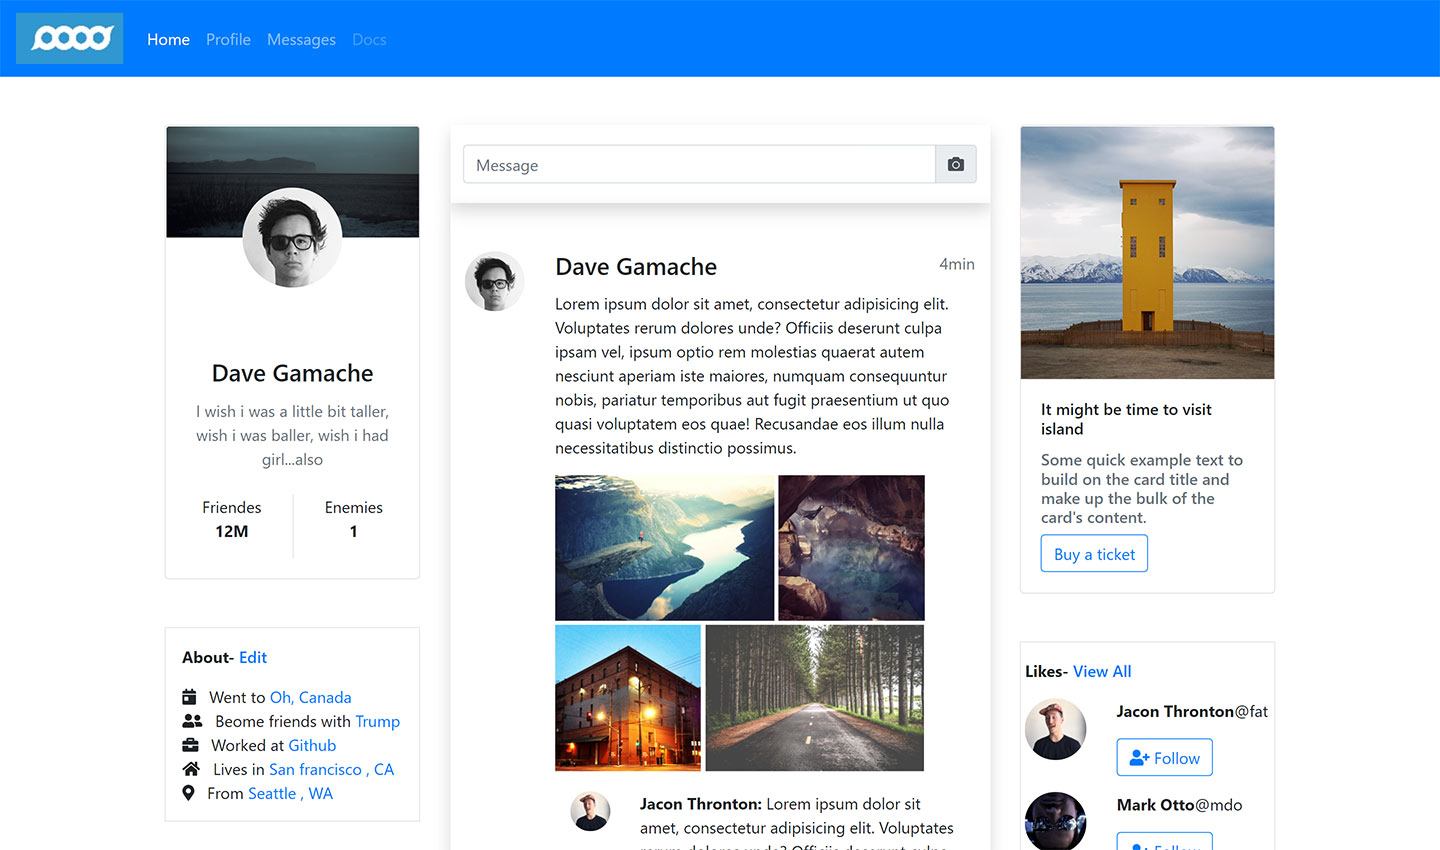 Home Profile Messages Docs
Message
Dave Gamache
I wish i was a little bit taller,
wish i was baller, wish i had
girl...also
Friendes Enemies
12M 1
About- Edit
Went to Oh, Canada
Beome friends with Trump
Worked at Github
Lives in San francisco , CA
From Seattle , WA
Dave Gamache 4min
Lorem ipsum dolor sit amet, consectetur adipisicing elit.
Voluptates rerum dolores unde? Officiis deserunt culpa
ipsam vel, ipsum optio rem molestias quaerat autem
nesciunt aperiam iste maiores, numquam consequuntur
nobis, pariatur temporibus aut fugit praesentium ut quo
quasi voluptatem eos quae! Recusandae eos illum nulla
necessitatibus distinctio possimus.
Jacon Thronton: Lorem ipsum dolor sit
amet, consectetur adipisicing elit. Voluptates
rerum dolores unde? Officiis deserunt culpa
It might be time to visit
island
Some quick example text to
build on the card title and
make up the bulk of the
card's content.
Buy a ticket
Likes- View All
Jacon Thronton@fat
Follow
Mark Otto@mdo
Follow